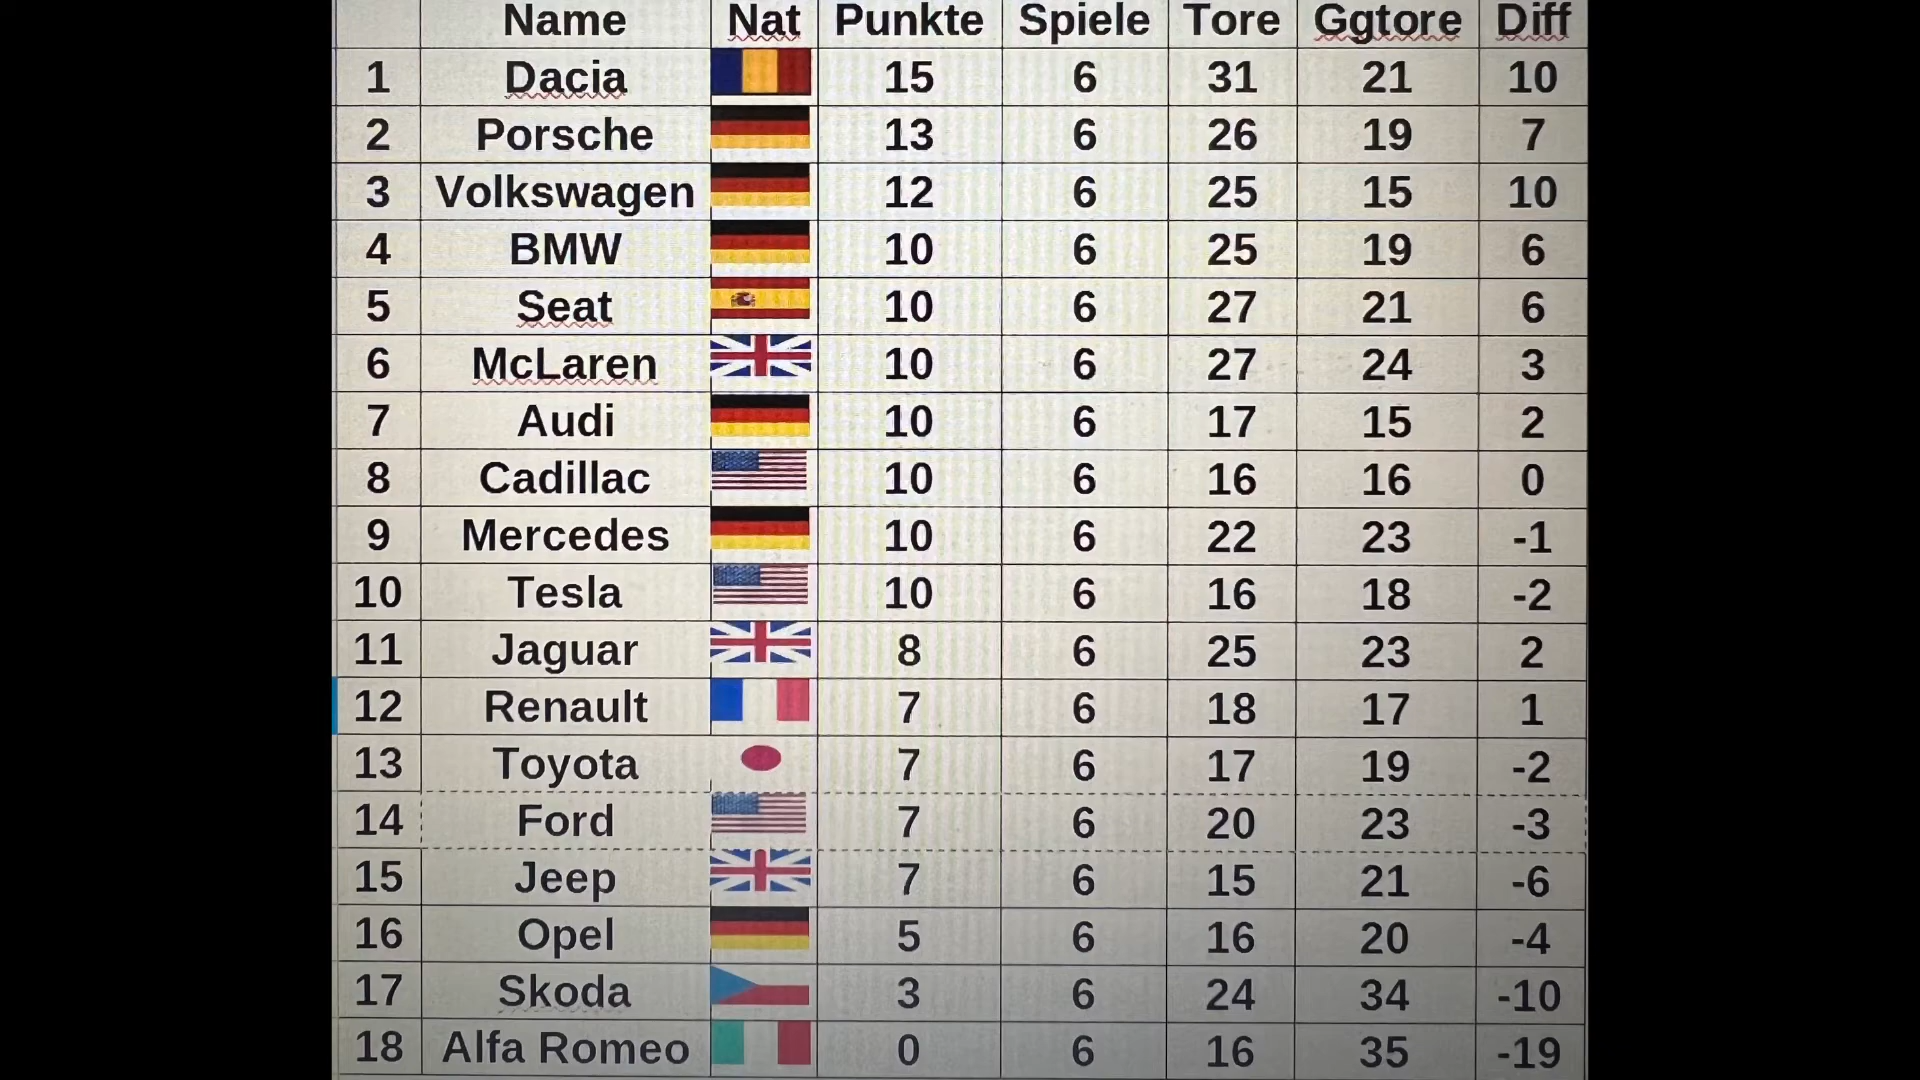 Name Nat Punkte Spiele Tore Ggtore Diff
1 Dacia 15 6 31 21 10
2 Porsche 13 6 26 19 7
3 Volkswagen 12 6 25 15 10
4 BMW 10 6 25 19 6
5 Seat 10 6 27 21 6
6 McLaren 10 6 27 24 3
7 Audi 10 6 17 15 2
8 Cadillac 10 6 16 16 0
9 Mercedes 10 6 22 23 -1
10 Tesla 10 6 16 18 -2
11 Jaguar 8 6 25 23 2
12 Renault 7 6 18 17 1
13 Toyota 7 6 17 19 -2
14 Ford 7 6 20 23 -3
15 Jeep 7 6 15 21 -6
16 Opel 5 6 16 20 -4
17 Skoda 3 6 24 34 -10
18 Alfa Romeo 0 6 16 35 -19